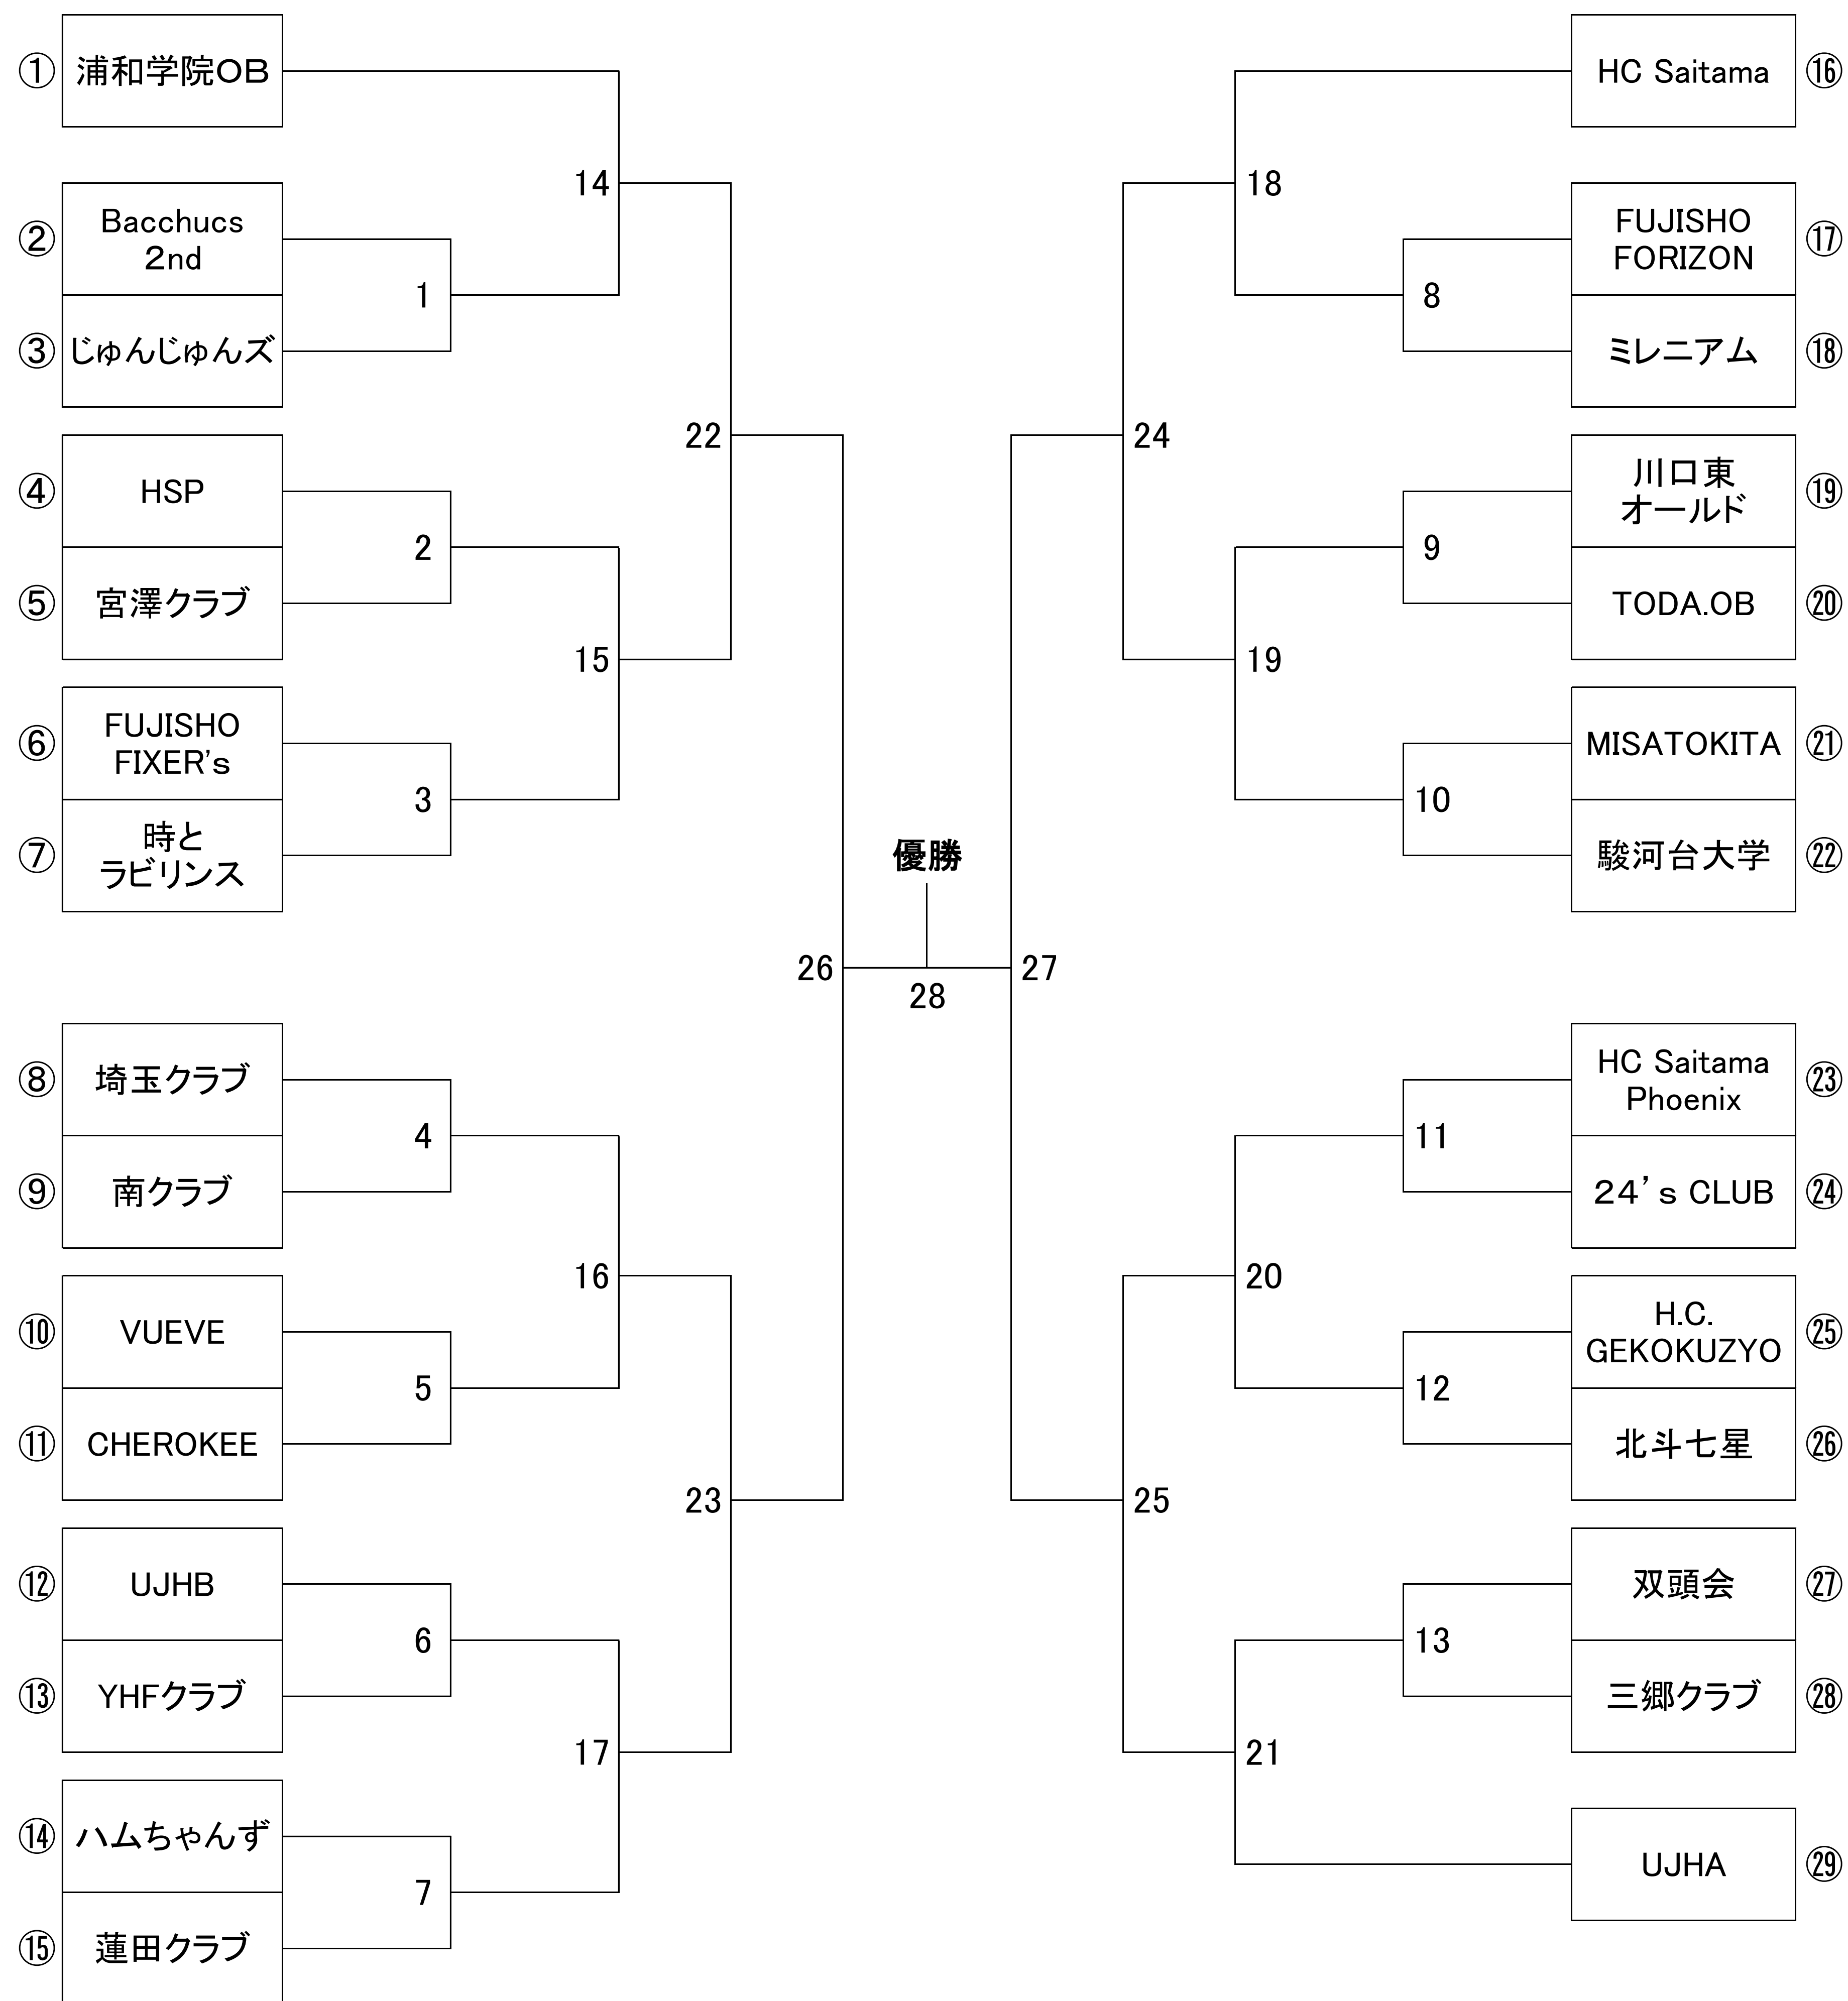 ① 浦和学院OB
14
② Bacchucs
2nd
1
③ じゅんじゅんズ
22
④ HSP
2
⑤ 宮澤クラブ
15
⑥ FUJISHO
FIXER's
3
⑦ 時と
ラビリンス
26
⑧ 埼玉クラブ
4
⑨ 南クラブ
16
⑩ VUEVE
5
⑪ CHEROKEE
23
⑫ UJHB
6
⑬ YHFクラブ
17
⑭ ハムちゃんず
7
⑮ 蓮田クラブ
優勝
28
HC Saitama ⑯
18
FUJISHO
FORIZON ⑰
8
ミレニアム ⑱
24
川口東
オールド ⑲
9
TODA.OB ⑳
19
MISATOKITA ㉑
10
駿河台大学 ㉒
27
HC Saitama
Phoenix ㉓
11
24's CLUB ㉔
20
H.C.
GEKOKUZYO ㉕
12
北斗七星 ㉖
25
双頭会 ㉗
13
三郷クラブ ㉘
21
UJHA ㉙